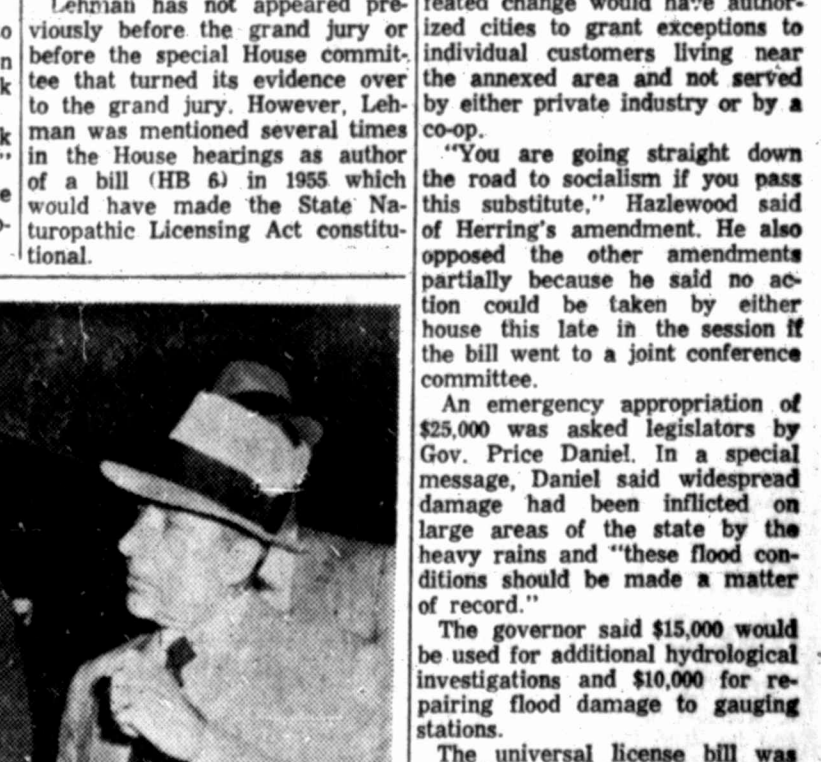 Lehman has not appeared pre-
viously before the grand jury or
before the special House commit-
tee that turned its evidence over
to the grand jury. However, Leh-
man was mentioned several times
in the House hearings as author
of a bill (HB 6) in 1955 which
would have made the State Na-
turopathic Licensing Act constitu-
tional.
would have author-
ized cities to grant exceptions to
individual customers living near
the annexed area and not served
by either private industry or by a
co-op.
"You are going straight down
the road to socialism if you pass
this substitute," Hazlewood said
of Herring's amendment. He also
opposed the other amendments
partially because he said no ac-
tion could be taken by either
house this late in the session if
the bill went to a joint conference
committee.
An emergency appropriation of
$25,000 was asked legislators by
Gov. Price Daniel. In a special
message, Daniel said widespread
damage had been inflicted on
large areas of the state by the
heavy rains and "these flood con-
ditions should be made a matter
of record."
The governor said $15,000 would
be used for additional hydrological
investigations and $10,000 for re-
pairing flood damage to gauging
stations.
The universal license bill was